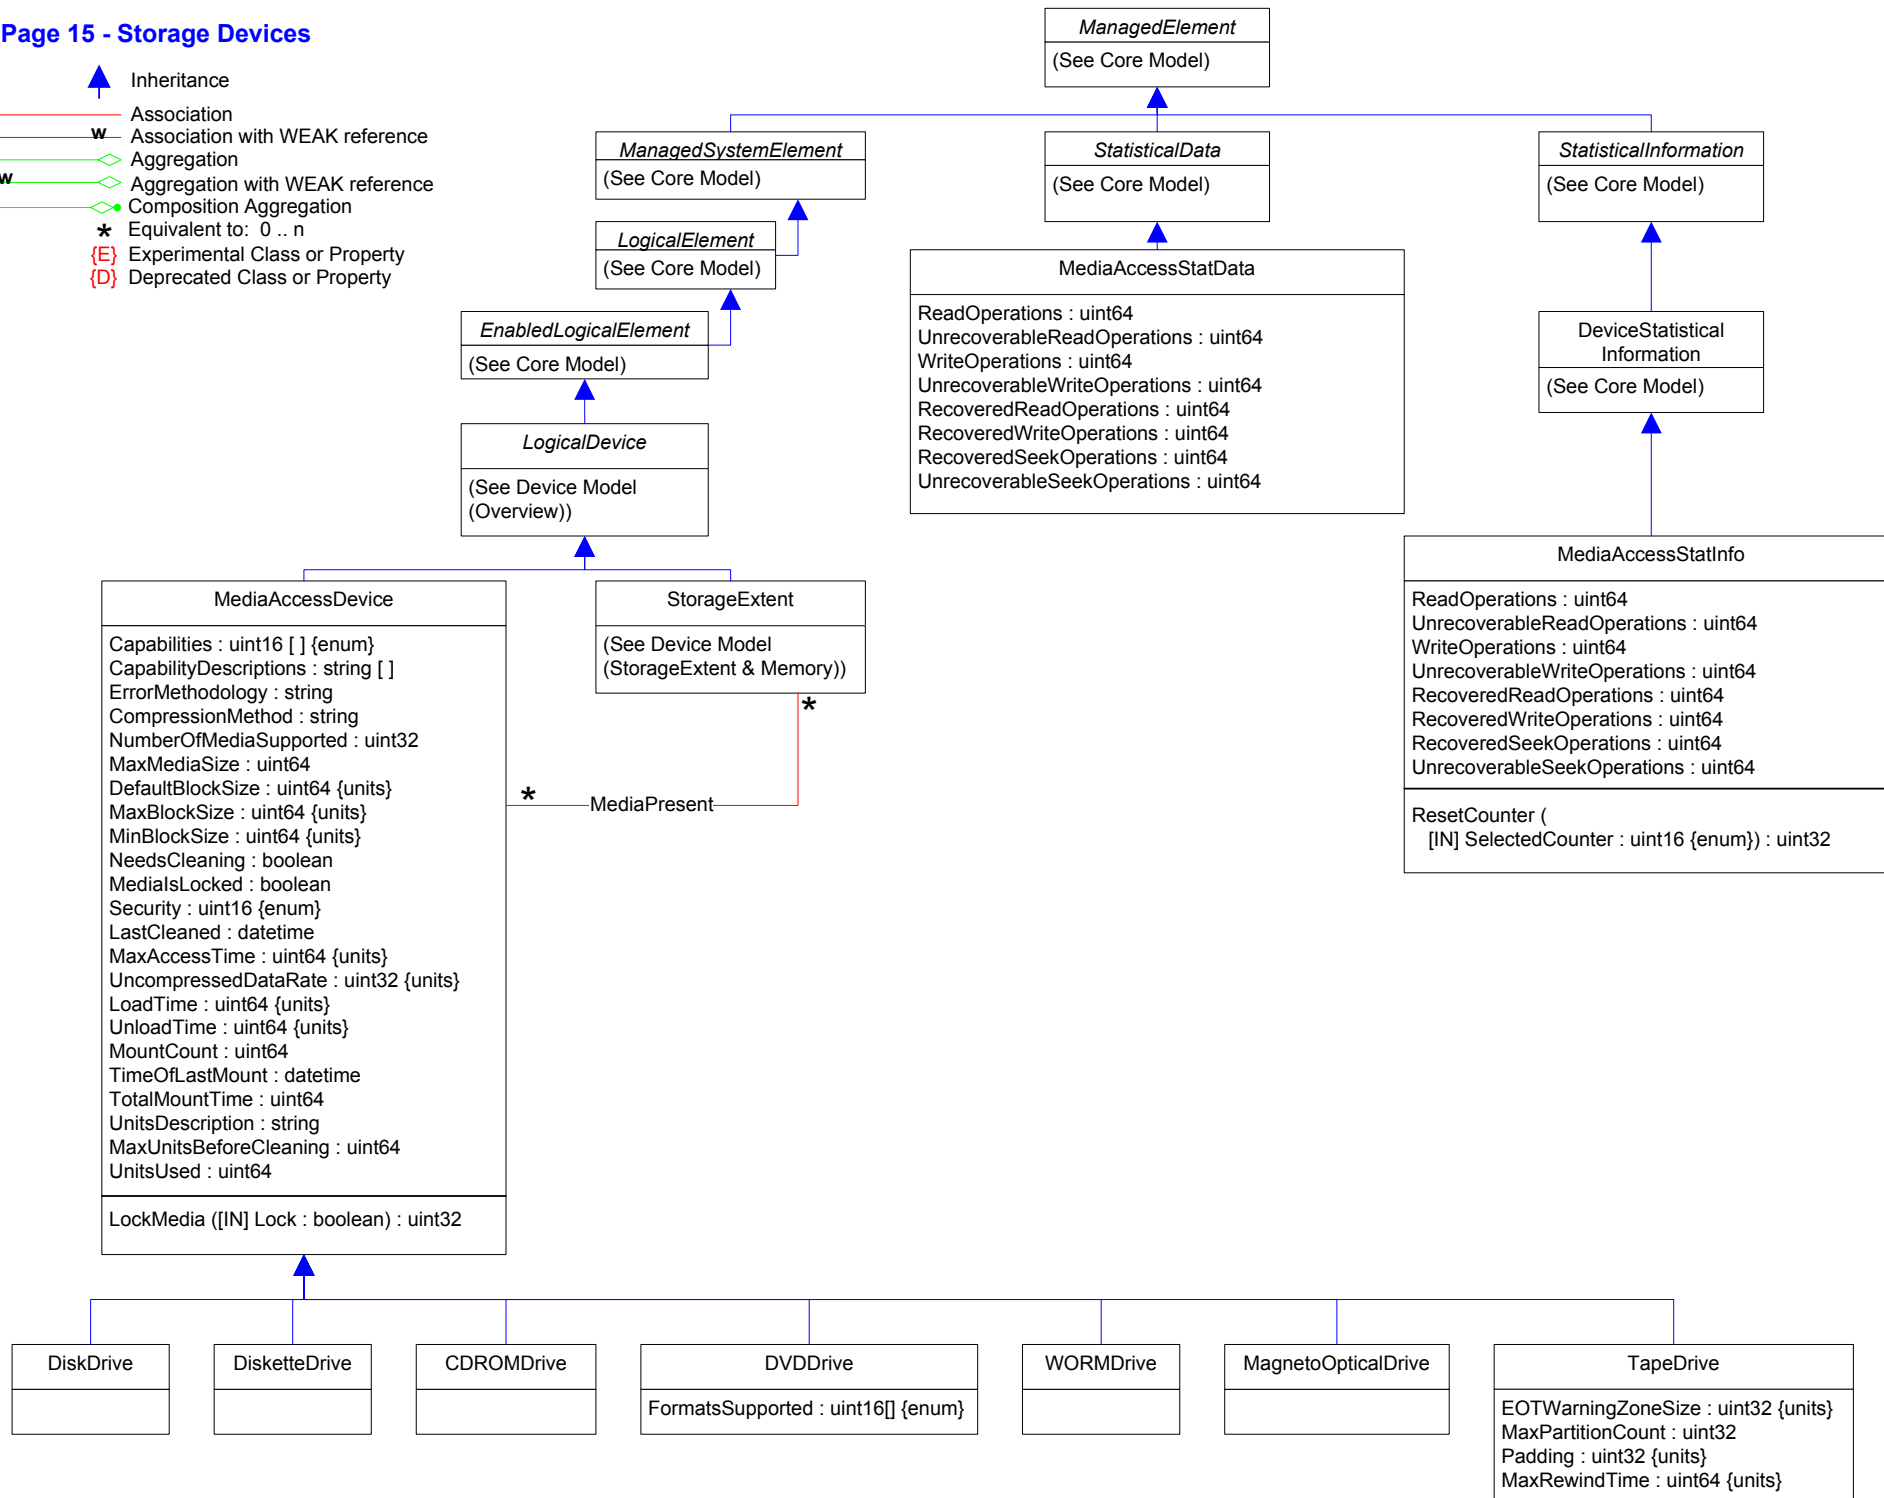 Page 15 - Storage Devices
Inheritance
Association
w Association with WEAK reference
Aggregation
w Aggregation with WEAK reference
Composition Aggregation
* Equivalent to: 0 .. n
{E} Experimental Class or Property
{D} Deprecated Class or Property
ManagedElement
(See Core Model)
ManagedSystemElement
(See Core Model)
StatisticalData
(See Core Model)
StatisticalInformation
(See Core Model)
LogicalElement
(See Core Model)
EnabledLogicalElement
(See Core Model)
LogicalDevice
(See Device Model
(Overview))
MediaAccessStatData
ReadOperations : uint64
UnrecoverableReadOperations : uint64
WriteOperations : uint64
UnrecoverableWriteOperations : uint64
RecoveredReadOperations : uint64
RecoveredWriteOperations : uint64
RecoveredSeekOperations : uint64
UnrecoverableSeekOperations : uint64
DeviceStatistical
Information
(See Core Model)
MediaAccessStatInfo
ReadOperations : uint64
UnrecoverableReadOperations : uint64
WriteOperations : uint64
UnrecoverableWriteOperations : uint64
RecoveredReadOperations : uint64
RecoveredWriteOperations : uint64
RecoveredSeekOperations : uint64
UnrecoverableSeekOperations : uint64
ResetCounter (
[IN] SelectedCounter : uint16 {enum}) : uint32
MediaAccessDevice
Capabilities : uint16 [ ] {enum}
CapabilityDescriptions : string [ ]
ErrorMethodology : string
CompressionMethod : string
NumberOfMediaSupported : uint32
MaxMediaSize : uint64
DefaultBlockSize : uint64 {units}
MaxBlockSize : uint64 {units}
MinBlockSize : uint64 {units}
NeedsCleaning : boolean
MediaIsLocked : boolean
Security : uint16 {enum}
LastCleaned : datetime
MaxAccessTime : uint64 {units}
UncompressedDataRate : uint32 {units}
LoadTime : uint64 {units}
UnloadTime : uint64 {units}
MountCount : uint64
TimeOfLastMount : datetime
TotalMountTime : uint64
UnitsDescription : string
MaxUnitsBeforeCleaning : uint64
UnitsUsed : uint64
LockMedia ([IN] Lock : boolean) : uint32
StorageExtent
(See Device Model
(StorageExtent & Memory))
*
* MediaPresent
DiskDrive
DisketteDrive
CDROMDrive
DVDDrive
FormatsSupported : uint16[] {enum}
WORMDrive
MagnetoOpticalDrive
TapeDrive
EOTWarningZoneSize : uint32 {units}
MaxPartitionCount : uint32
Padding : uint32 {units}
MaxRewindTime : uint64 {units}